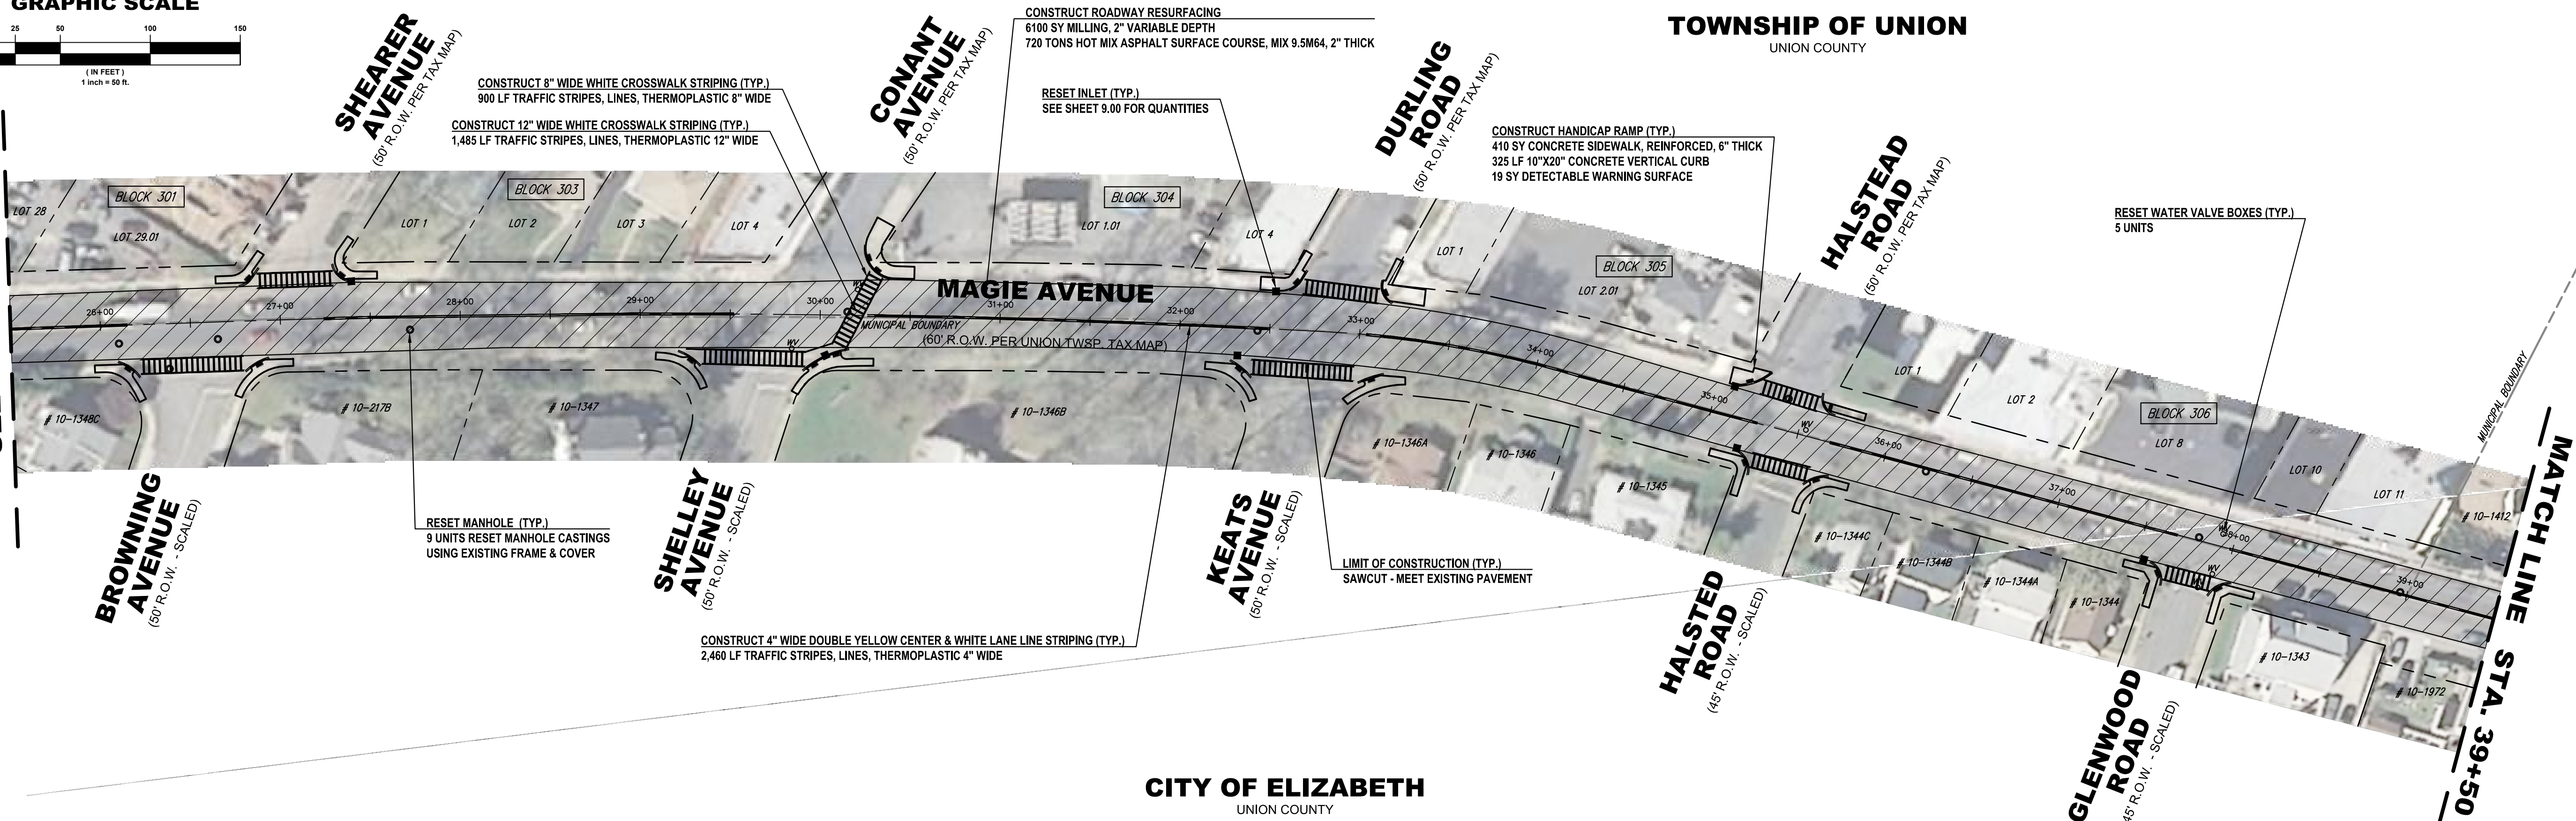 GRAPHIC SCALE
25 50 100 150
( IN FEET )
1 inch = 50 ft.
TOWNSHIP OF UNION
UNION COUNTY
SHEARER
AVENUE
(50' R.O.W. PER TAX MAP)
CONANT
AVENUE
(50' R.O.W. PER TAX MAP)
DURLING
ROAD
(50' R.O.W. PER TAX MAP)
HALSTEAD
ROAD
(50' R.O.W. PER TAX MAP)
CONSTRUCT ROADWAY RESURFACING
6100 SY MILLING, 2" VARIABLE DEPTH
720 TONS HOT MIX ASPHALT SURFACE COURSE, MIX 9.5M64, 2" THICK
CONSTRUCT 8" WIDE WHITE CROSSWALK STRIPING (TYP.)
900 LF TRAFFIC STRIPES, LINES, THERMOPLASTIC 8" WIDE
CONSTRUCT 12" WIDE WHITE CROSSWALK STRIPING (TYP.)
1,485 LF TRAFFIC STRIPES, LINES, THERMOPLASTIC 12" WIDE
RESET INLET (TYP.)
SEE SHEET 9.00 FOR QUANTITIES
CONSTRUCT HANDICAP RAMP (TYP.)
410 SY CONCRETE SIDEWALK, REINFORCED, 6" THICK
325 LF 10"X20" CONCRETE VERTICAL CURB
19 SY DETECTABLE WARNING SURFACE
RESET WATER VALVE BOXES (TYP.)
5 UNITS
BLOCK 301
LOT 28
LOT 29.01
BLOCK 303
LOT 1
LOT 2
LOT 3
LOT 4
BLOCK 304
LOT 1.01
LOT 4
LOT 1
BLOCK 305
LOT 2.01
LOT 1
LOT 2
BLOCK 306
LOT 8
LOT 10
LOT 11
MUNICIPAL BOUNDARY
MAGIE AVENUE
26+00
27+00
28+00
29+00
30+00
31+00
32+00
33+00
34+00
35+00
36+00
37+00
38+00
39+00
WV
WV
WV
WV
WV
WV
WV
MUNICIPAL BOUNDARY
(60' R.O.W. PER UNION TWSP. TAX MAP)
# 10-1348C
# 10-217B
# 10-1347
# 10-1346B
# 10-1346A
# 10-1346
# 10-1345
# 10-1344C
# 10-1344B
# 10-1344A
# 10-1344
# 10-1343
# 10-1412
# 10-1972
MATCH LINE STA. 39+50
BROWNING
AVENUE
(50' R.O.W. - SCALED)
SHELLEY
AVENUE
(50' R.O.W. - SCALED)
KEATS
AVENUE
(50' R.O.W. - SCALED)
HALSTED
ROAD
(45' R.O.W. - SCALED)
GLENWOOD
ROAD
45' R.O.W. - SCALED)
RESET MANHOLE (TYP.)
9 UNITS RESET MANHOLE CASTINGS
USING EXISTING FRAME & COVER
LIMIT OF CONSTRUCTION (TYP.)
SAWCUT - MEET EXISTING PAVEMENT
CONSTRUCT 4" WIDE DOUBLE YELLOW CENTER & WHITE LANE LINE STRIPING (TYP.)
2,460 LF TRAFFIC STRIPES, LINES, THERMOPLASTIC 4" WIDE
CITY OF ELIZABETH
UNION COUNTY